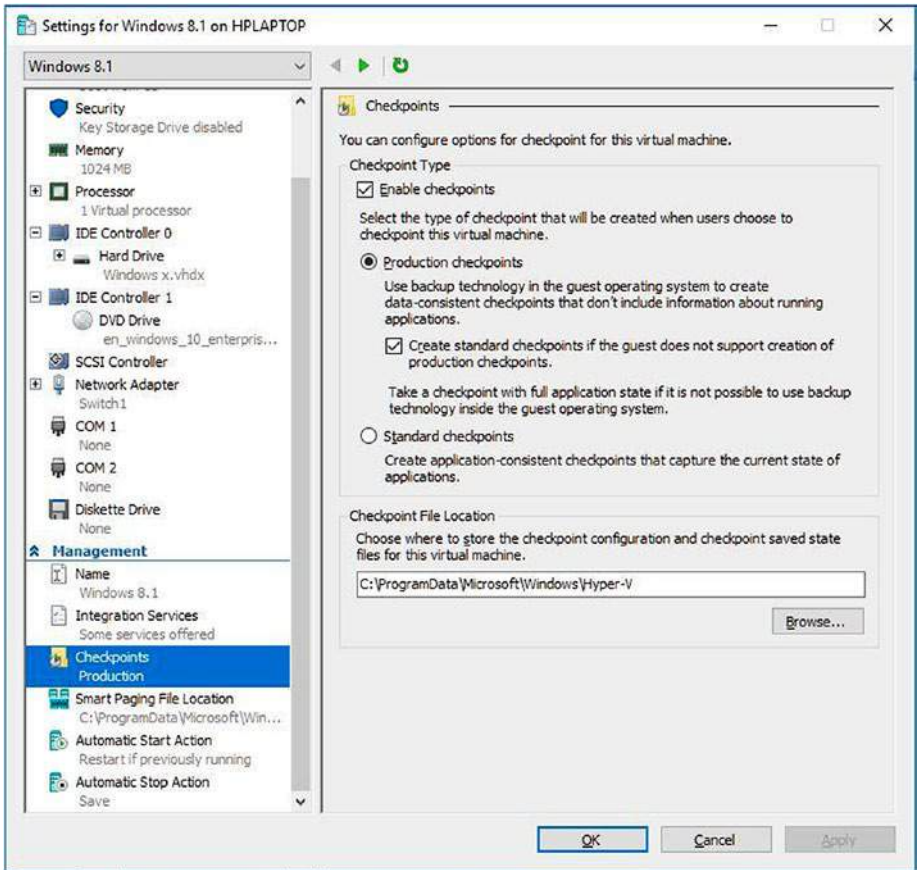 Settings for Windows 8.1 on HPLAPTOP
Windows 8.1
Security
Key Storage Drive disabled
Memory
1024 MB
Processor
1 Virtual processor
IDE Controller 0
Hard Drive
Windows x.vhdx
IDE Controller 1
DVD Drive
en_windows_10_enterpris...
SCSI Controller
Network Adapter
Switch1
COM 1
None
COM 2
None
Diskette Drive
None
Management
Name
Windows 8.1
Integration Services
Some services offered
Checkpoints
Production
Smart Paging File Location
C:\ProgramData\Microsoft\Win...
Automatic Start Action
Restart if previously running
Automatic Stop Action
Save
Checkpoints
You can configure options for checkpoint for this virtual machine.
Checkpoint Type
Enable checkpoints
Select the type of checkpoint that will be created when users choose to
checkpoint this virtual machine.
Production checkpoints
Use backup technology in the guest operating system to create
data-consistent checkpoints that don't include information about running
applications.
Create standard checkpoints if the guest does not support creation of
production checkpoints.
Take a checkpoint with full application state if it is not possible to use backup
technology inside the guest operating system.
Standard checkpoints
Create application-consistent checkpoints that capture the current state of
applications.
Checkpoint File Location
Choose where to store the checkpoint configuration and checkpoint saved state
files for this virtual machine.
C:\ProgramData\Microsoft\Windows\Hyper-V
Browse...
OK
Cancel
Apply